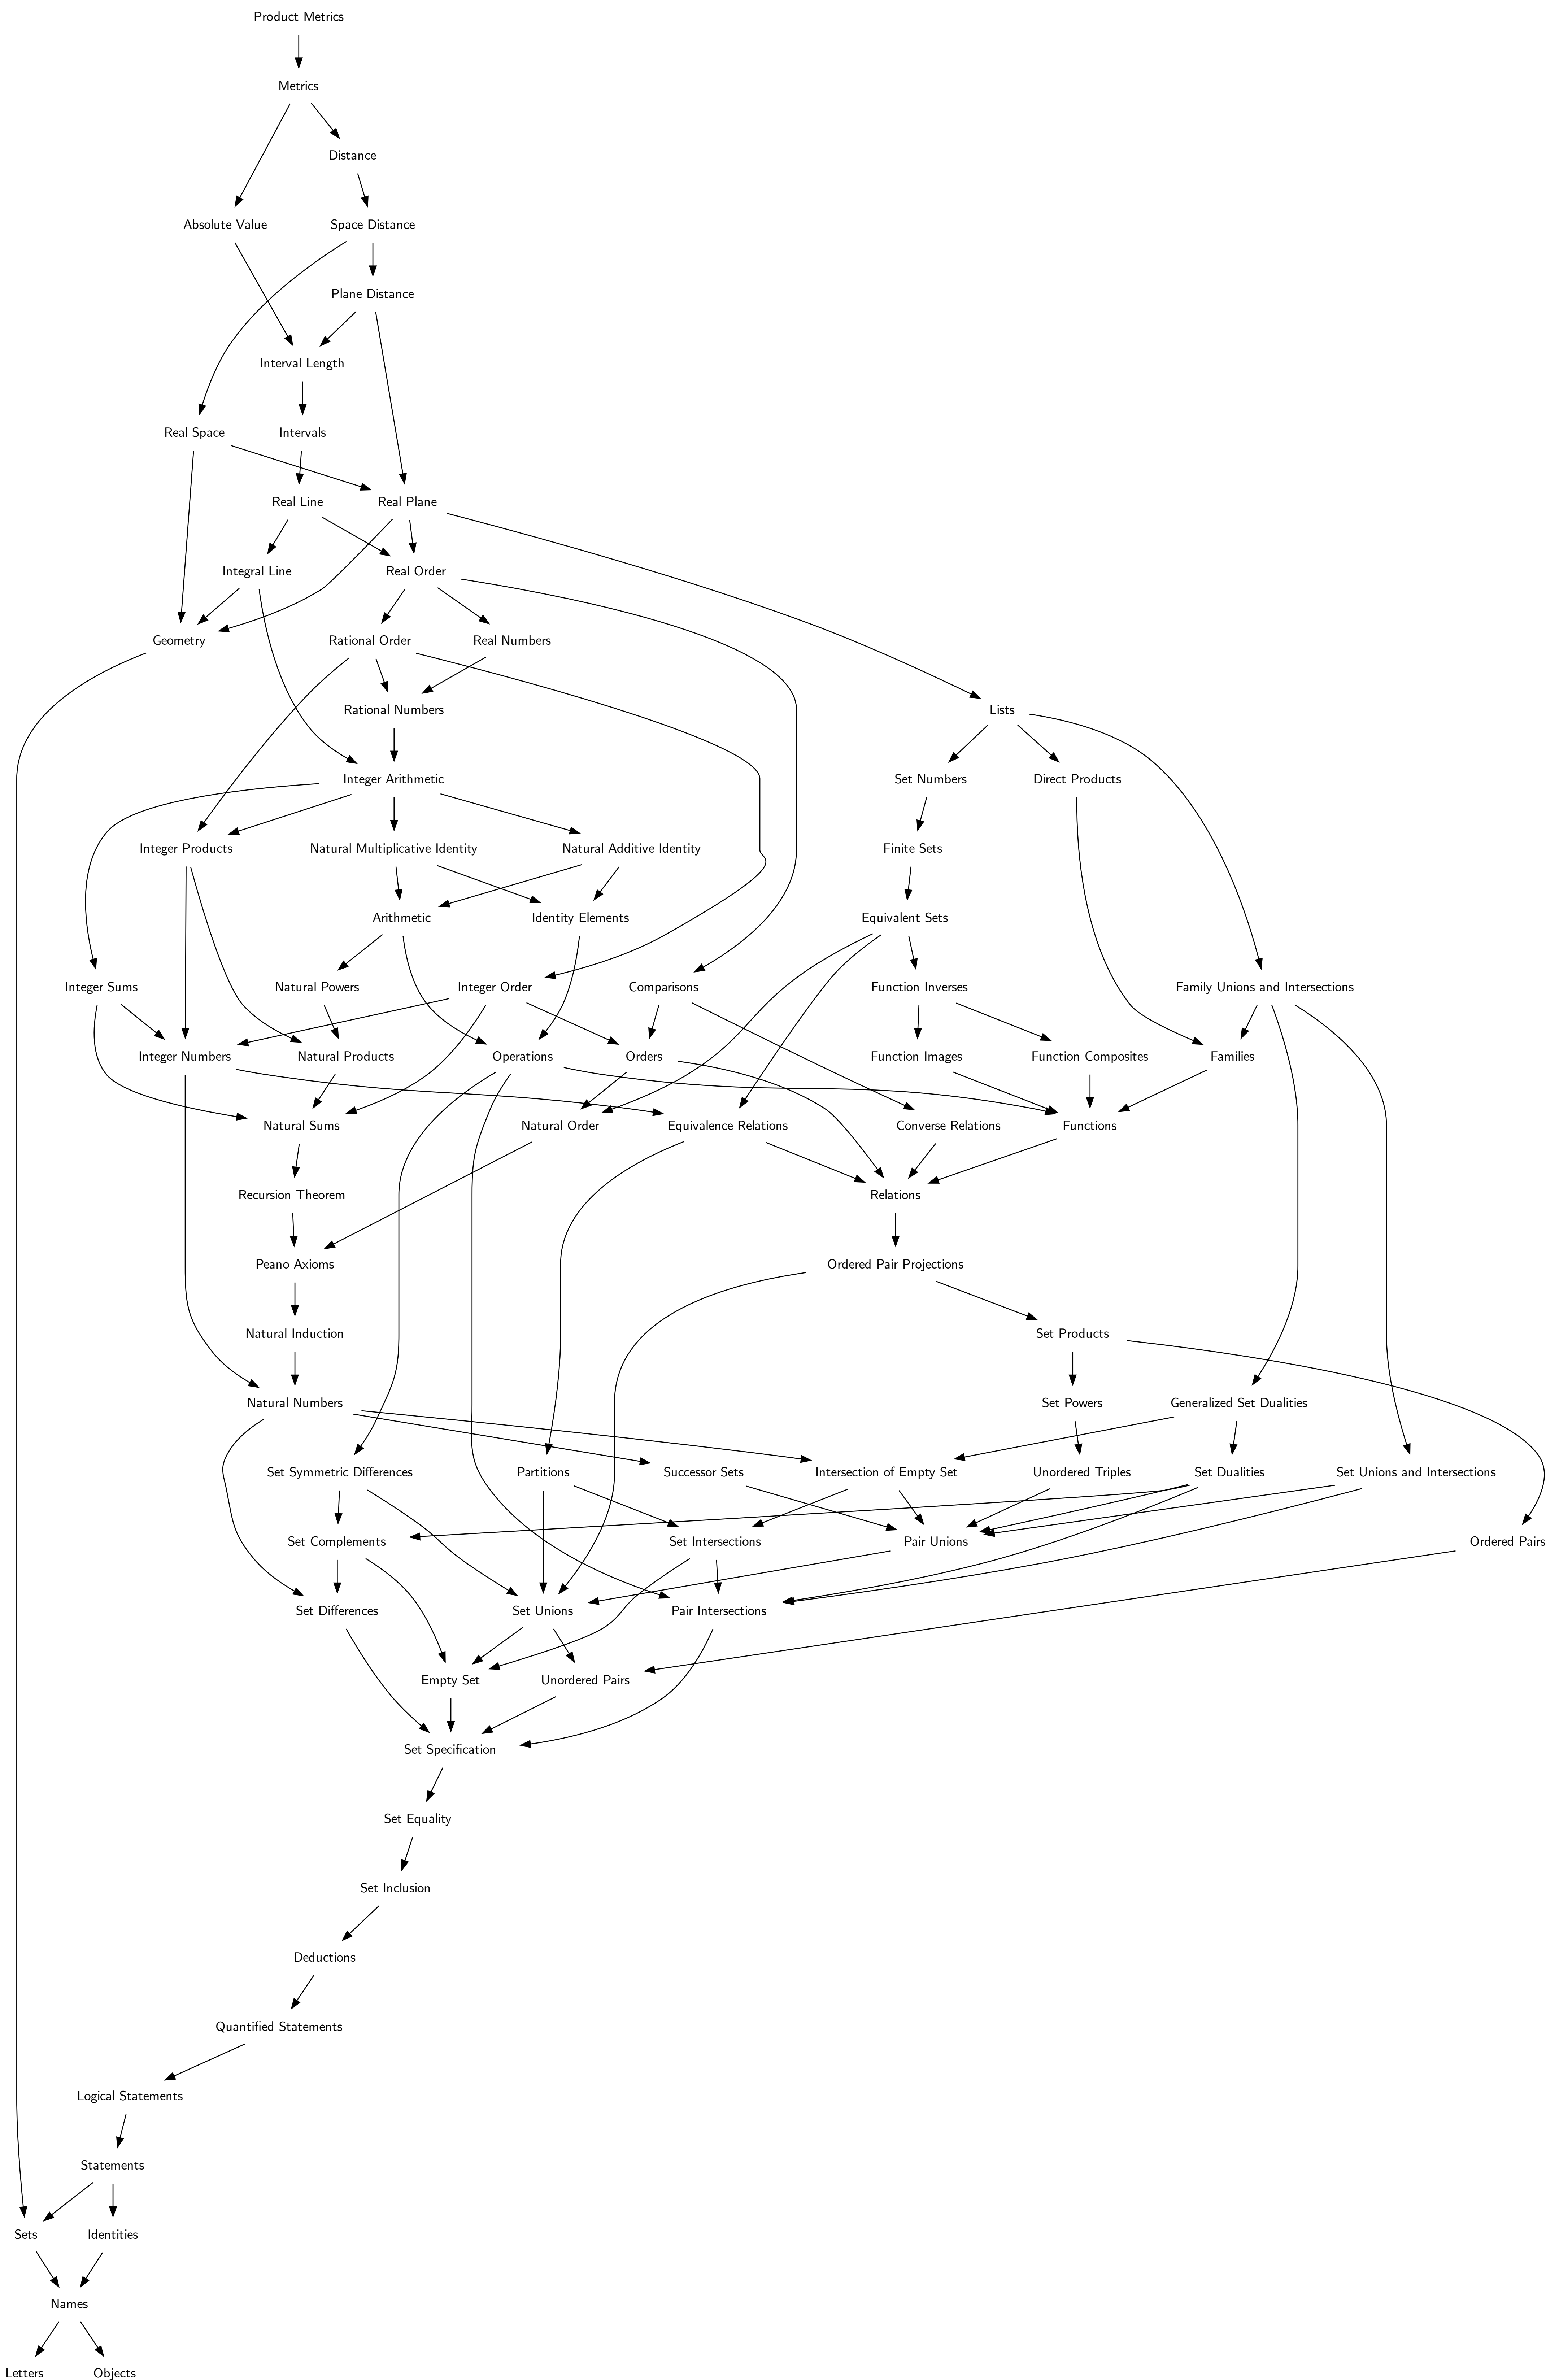 Product Metrics
Metrics
Distance
Absolute Value
Space Distance
Plane Distance
Interval Length
Real Space
Intervals
Real Line
Real Plane
Integral Line
Real Order
Geometry
Rational Order
Real Numbers
Rational Numbers
Lists
Integer Arithmetic
Set Numbers
Direct Products
Integer Products
Natural Multiplicative Identity
Natural Additive Identity
Finite Sets
Arithmetic
Identity Elements
Equivalent Sets
Integer Sums
Natural Powers
Integer Order
Comparisons
Function Inverses
Family Unions and Intersections
Integer Numbers
Natural Products
Operations
Orders
Function Images
Function Composites
Families
Natural Sums
Natural Order
Equivalence Relations
Converse Relations
Functions
Recursion Theorem
Relations
Peano Axioms
Ordered Pair Projections
Natural Induction
Set Products
Natural Numbers
Set Powers
Generalized Set Dualities
Set Symmetric Differences
Partitions
Successor Sets
Intersection of Empty Set
Unordered Triples
Set Dualities
Set Unions and Intersections
Set Complements
Set Intersections
Pair Unions
Ordered Pairs
Set Differences
Set Unions
Pair Intersections
Empty Set
Unordered Pairs
Set Specification
Set Equality
Set Inclusion
Deductions
Quantified Statements
Logical Statements
Statements
Sets
Identities
Names
Letters
Objects